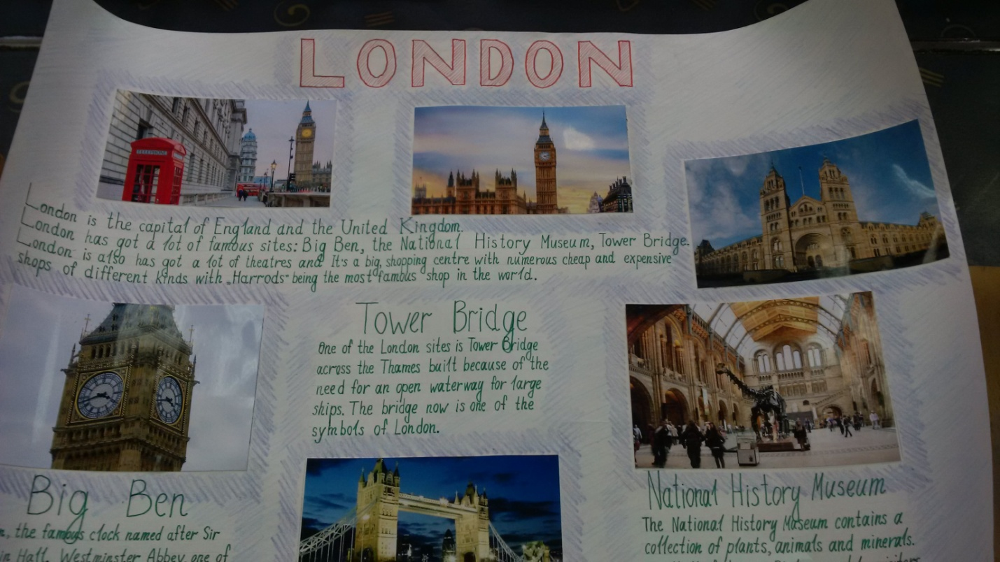 LONDON
TELEPHONE
London is the capital of England and the United Kingdom.
London has got a lot of famous sites: Big Ben, the National History Museum, Tower Bridge.
London is also has got a lot of theatres and It's a big shopping centre with numerous cheap and expensive
shops of different kinds with „Harrods" being the most famous shop in the world.
Tower Bridge
One of the London sites is Tower Bridge
across the Thames built because of the
need for an open waterway for large
ships. The bridge now is one of the
symbols of London.
Big Ben
the famous clock named after Sir
Hall. Westminster Abbey one of
National History Museum
The National History Museum contains a
collection of plants, animals and minerals.